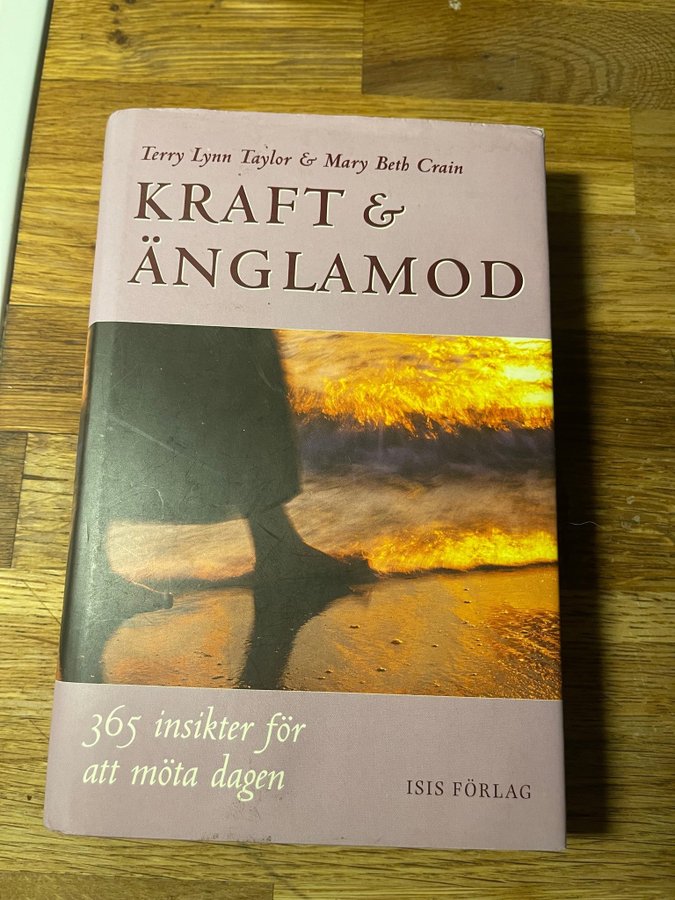 Terry Lynn Taylor & Mary Beth Crain
KRAFT &
ÄNGLAMOD
365 insikter för
att möta dagen
ISIS FÖRLAG